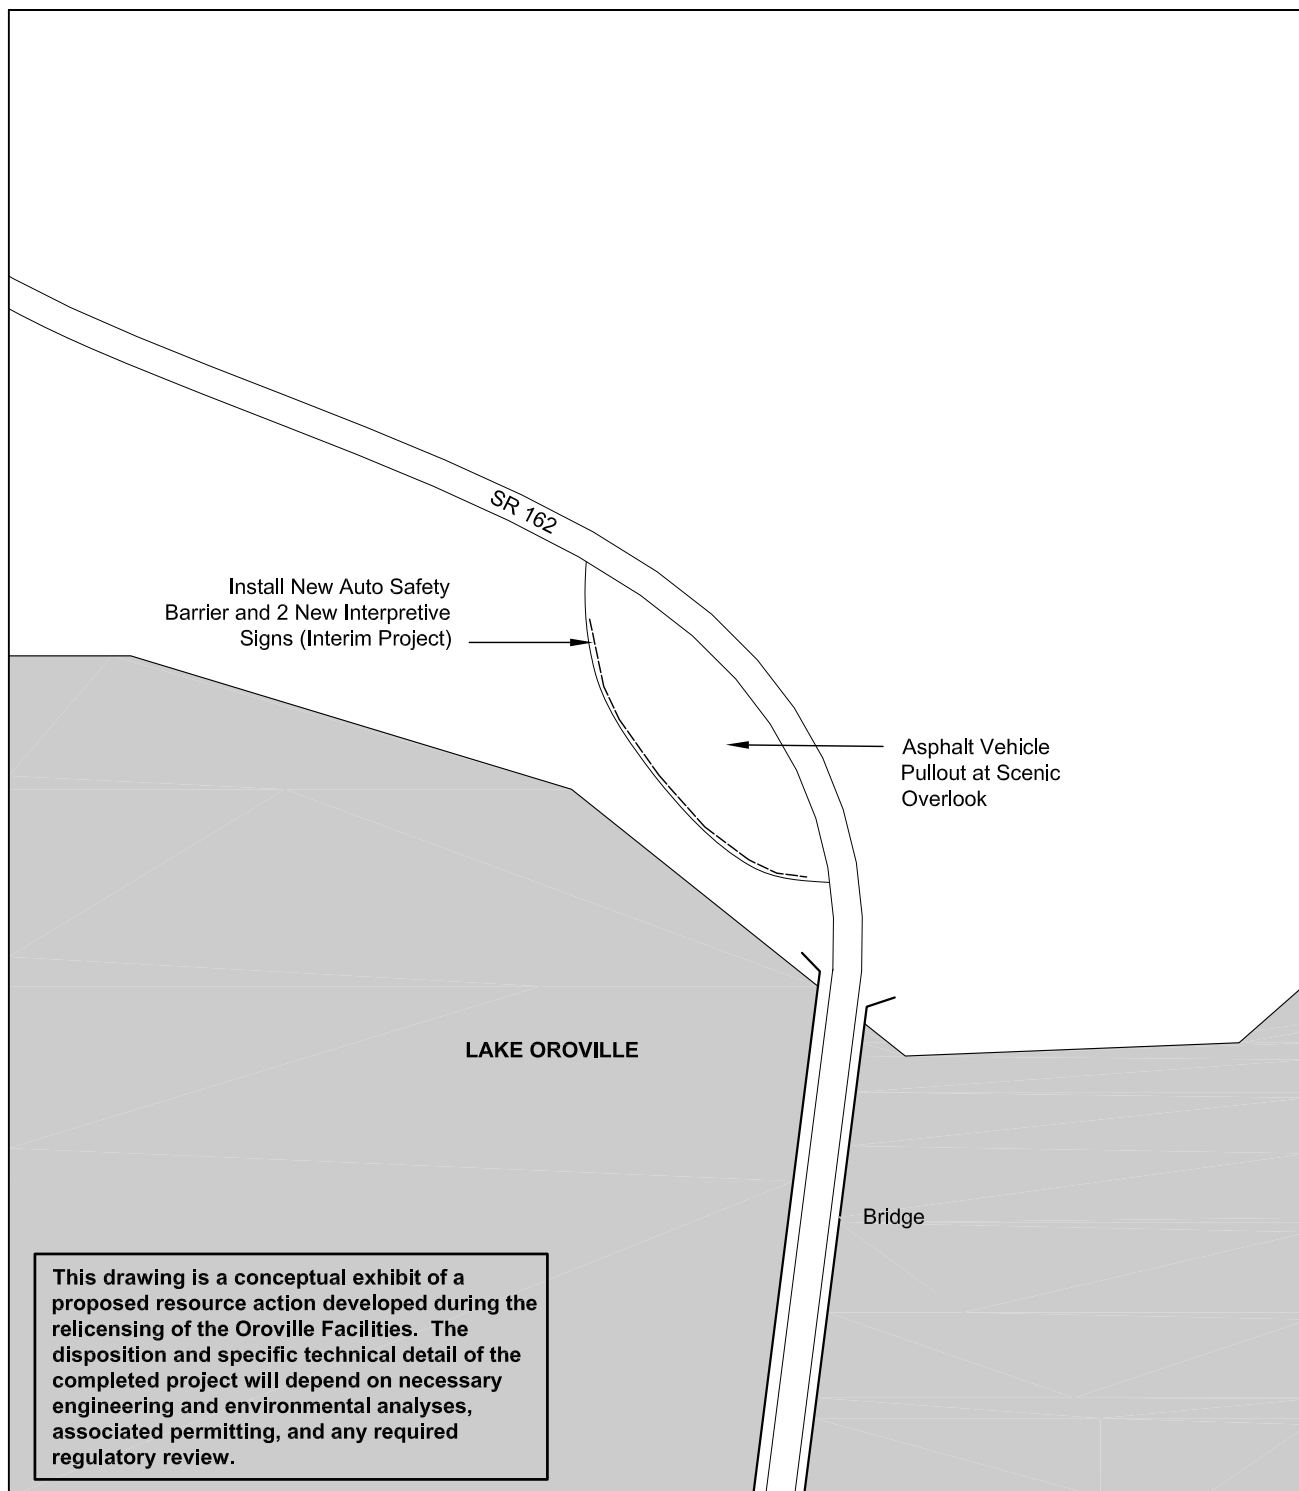 SR 162
Install New Auto Safety
Barrier and 2 New Interpretive
Signs (Interim Project)
Asphalt Vehicle
Pullout at Scenic
Overlook
LAKE OROVILLE
Bridge
This drawing is a conceptual exhibit of a
proposed resource action developed during the
relicensing of the Oroville Facilities.  The
disposition and specific technical detail of the
completed project will depend on necessary
engineering and environmental analyses,
associated permitting, and any required
regulatory review.